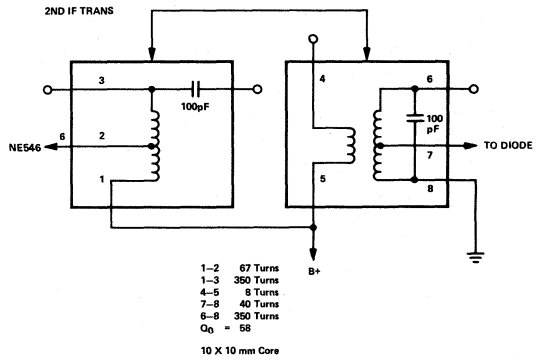 2ND IF TRANS
3
4
6
100pF
100
pF
6
2
NE546
7
TO DIODE
1
5
8
B+
1–2 67 Turns
1–3 350 Turns
4–5 8 Turns
7–8 40 Turns
6–8 350 Turns
Q0 = 58
10 X 10 mm Core